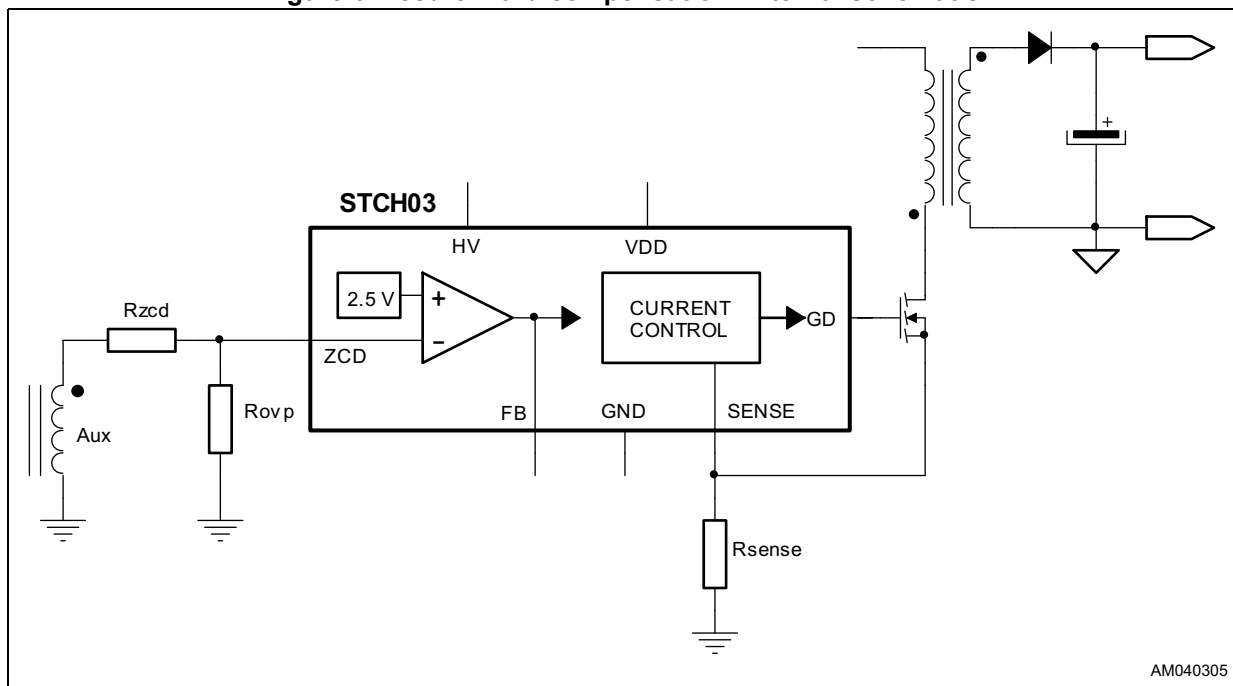 STCH03
HV
VDD
2.5 V
+
−
CURRENT
CONTROL
GD
Rzcd
ZCD
Rovp
Aux
FB
GND
SENSE
Rsense
+
AM040305